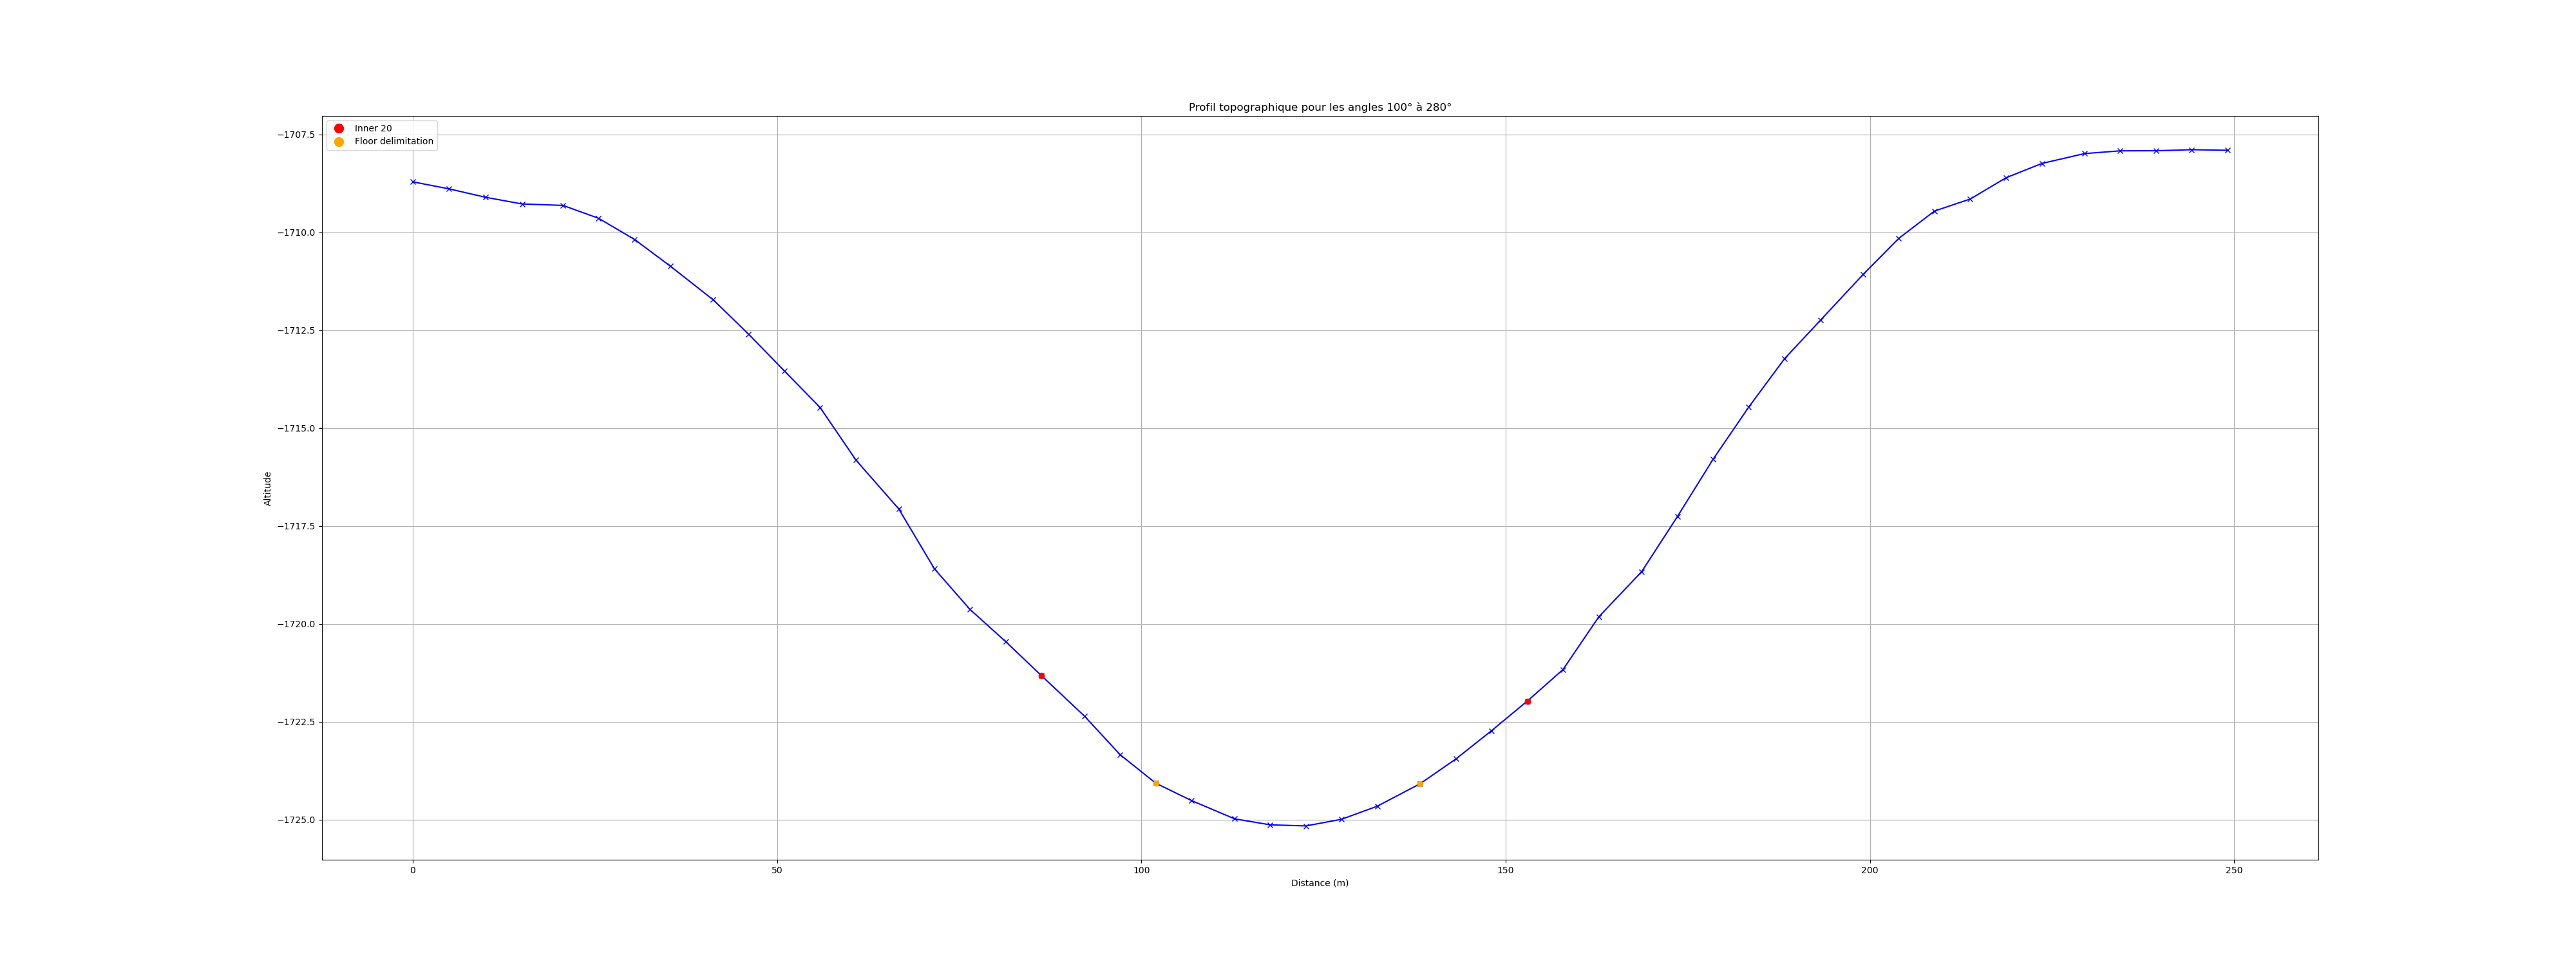 Profil topographique pour les angles 100° à 280°
Inner 20
Floor delimitation
−1707.5
−1710.0
−1712.5
−1715.0
−1717.5
−1720.0
−1722.5
−1725.0
Altitude
0 50 100 150 200 250
Distance (m)